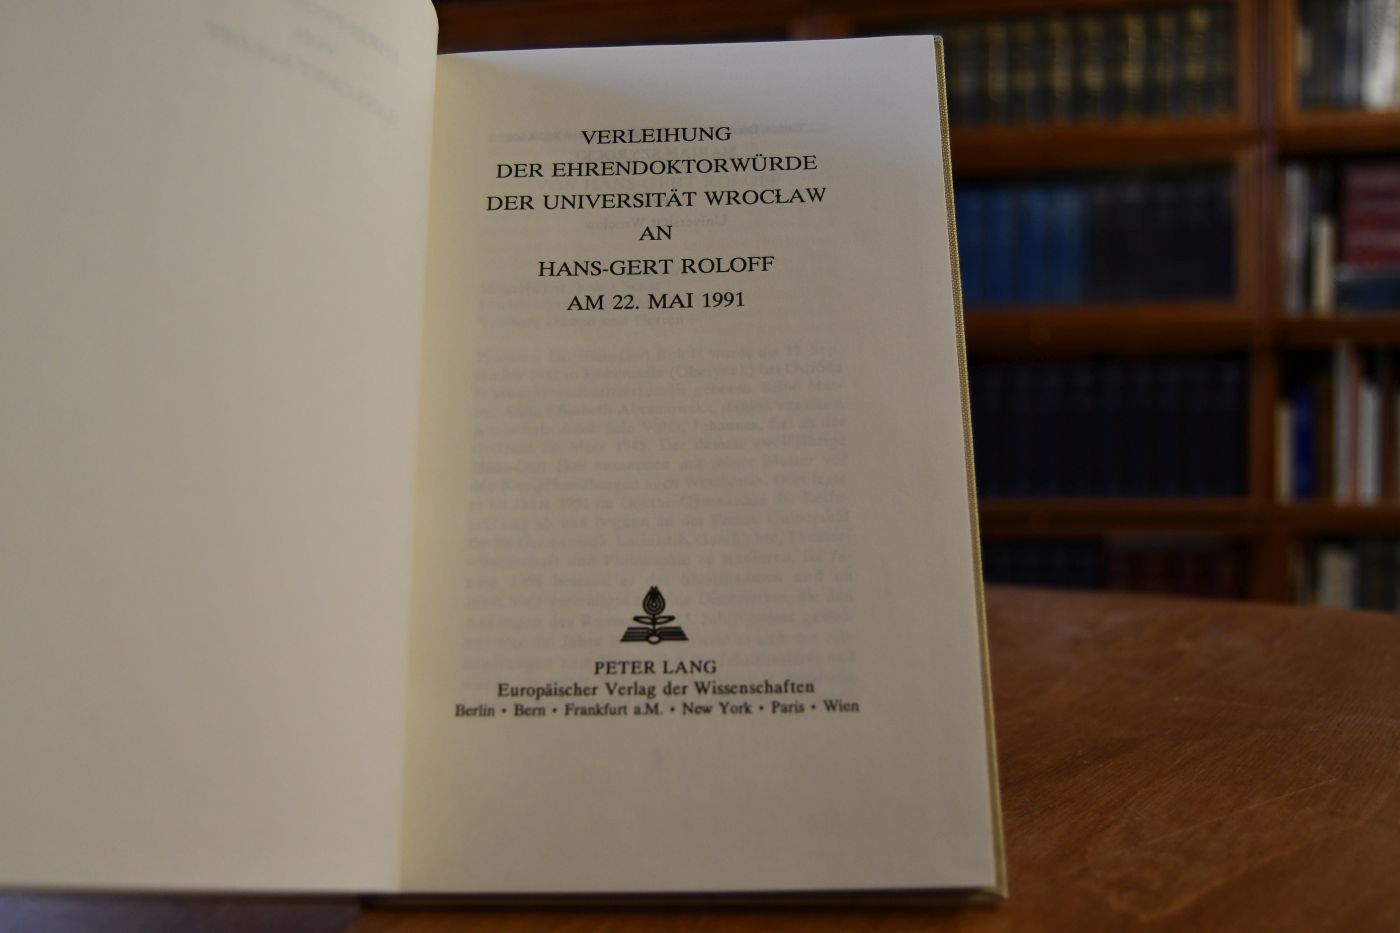 VERLEIHUNG
DER EHRENDOKTORWÜRDE
DER UNIVERSITÄT WROCŁAW
AN
HANS-GERT ROLOFF
AM 22. MAI 1991
PETER LANG
Europäischer Verlag der Wissenschaften
Berlin • Bern • Frankfurt a.M. • New York • Paris • Wien